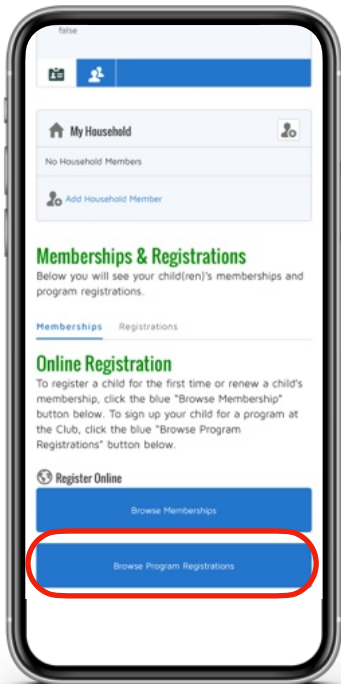 false
My Household
No Household Members
Add Household Member
Memberships & Registrations
Below you will see your child(ren)'s memberships and
program registrations.
Memberships Registrations
Online Registration
To register a child for the first time or renew a child's
membership, click the blue "Browse Membership"
button below. To sign up your child for a program at
the Club, click the blue "Browse Program
Registrations" button below.
Register Online
Browse Memberships
Browse Program Registrations